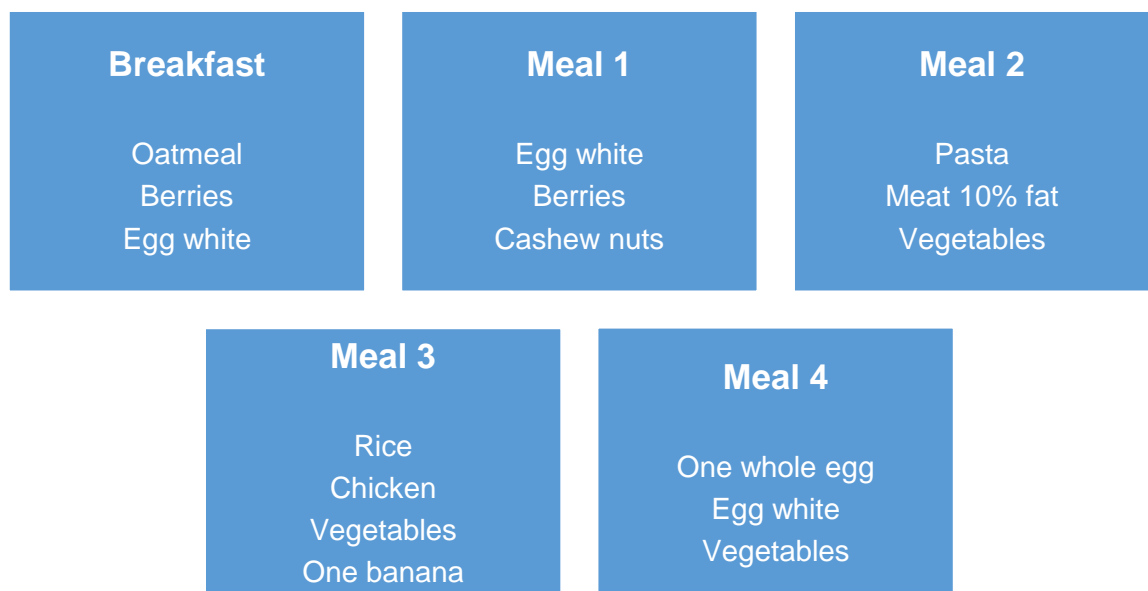 Breakfast
Oatmeal
Berries
Egg white
Meal 1
Egg white
Berries
Cashew nuts
Meal 2
Pasta
Meat 10% fat
Vegetables
Meal 3
Rice
Chicken
Vegetables
One banana
Meal 4
One whole egg
Egg white
Vegetables